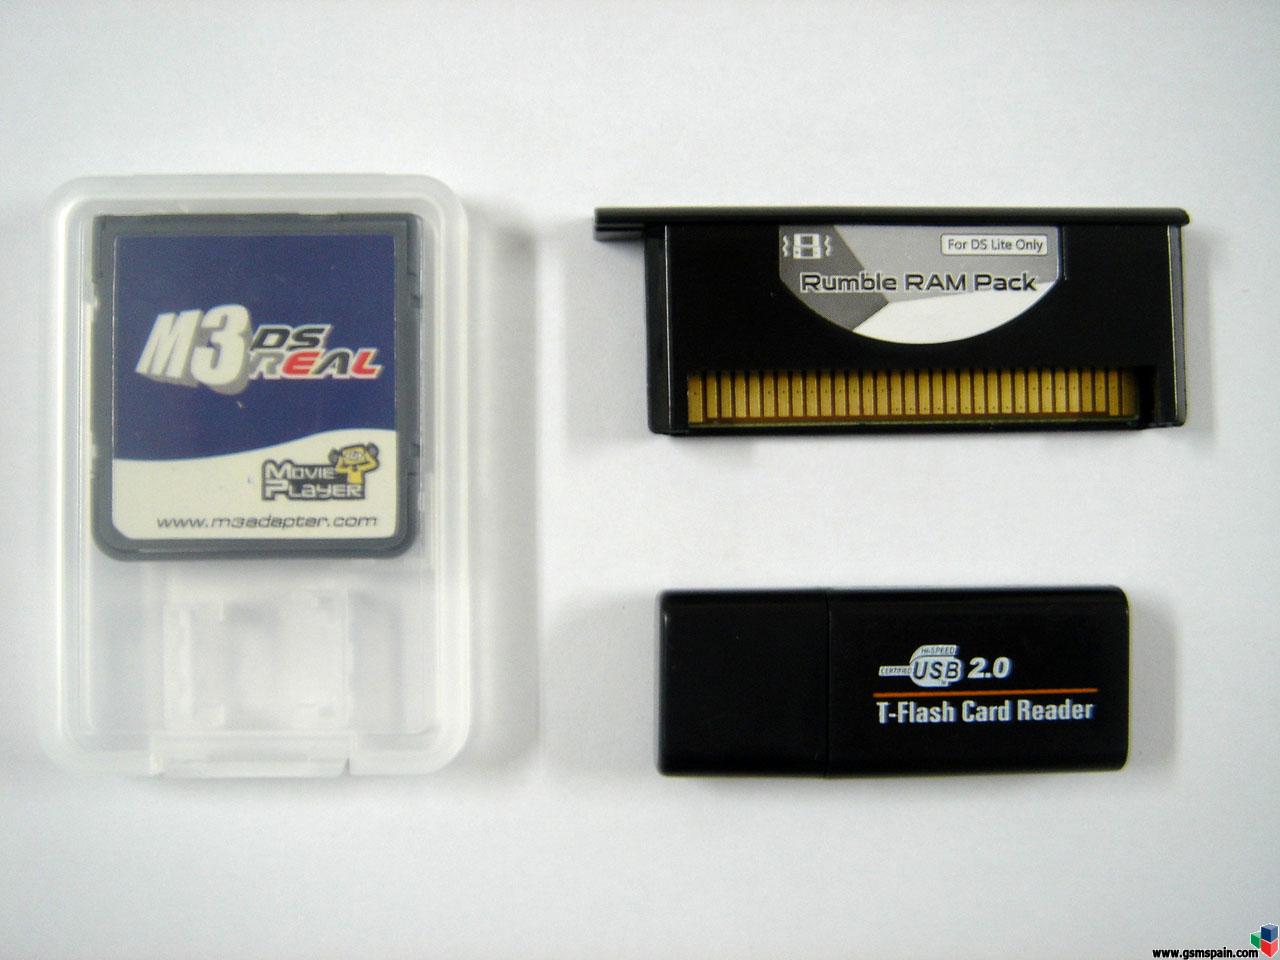 M3 DS
REAL
MOVIE
PLAYER
www.m3adapter.com
For DS Lite Only
Rumble RAM Pack
HI-SPEED
CERTIFIED USB 2.0
T-Flash Card Reader
www.gsmspain.com